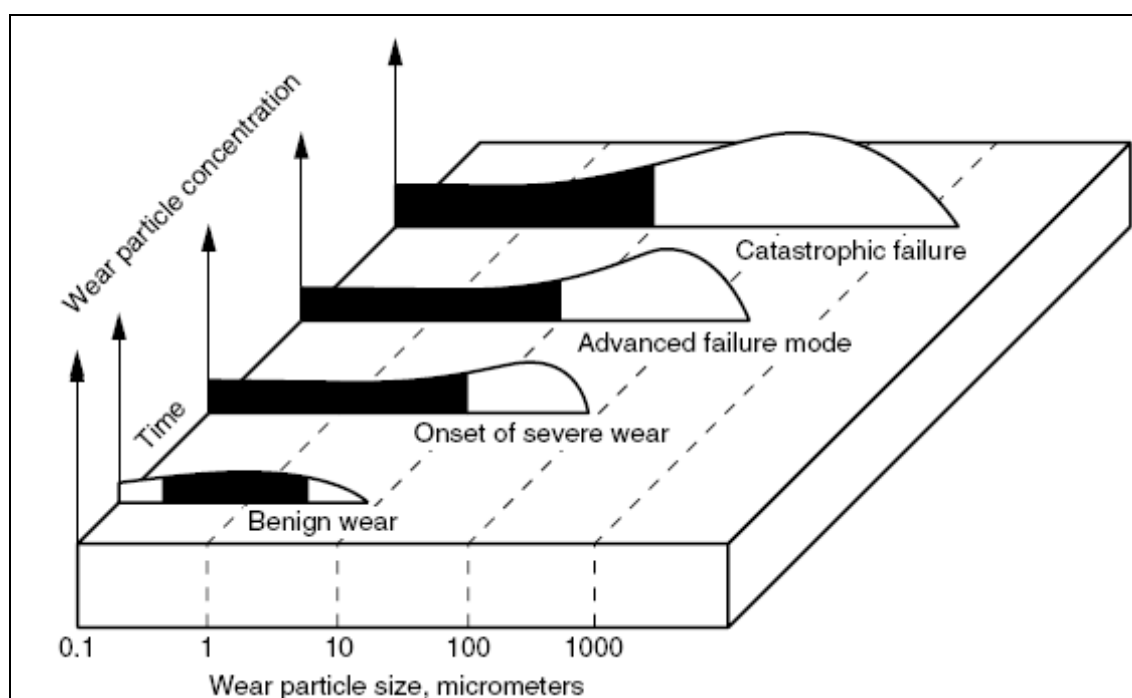 Wear particle concentration
Time
Catastrophic failure
Advanced failure mode
Onset of severe wear
Benign wear
0.1 1 10 100 1000
Wear particle size, micrometers